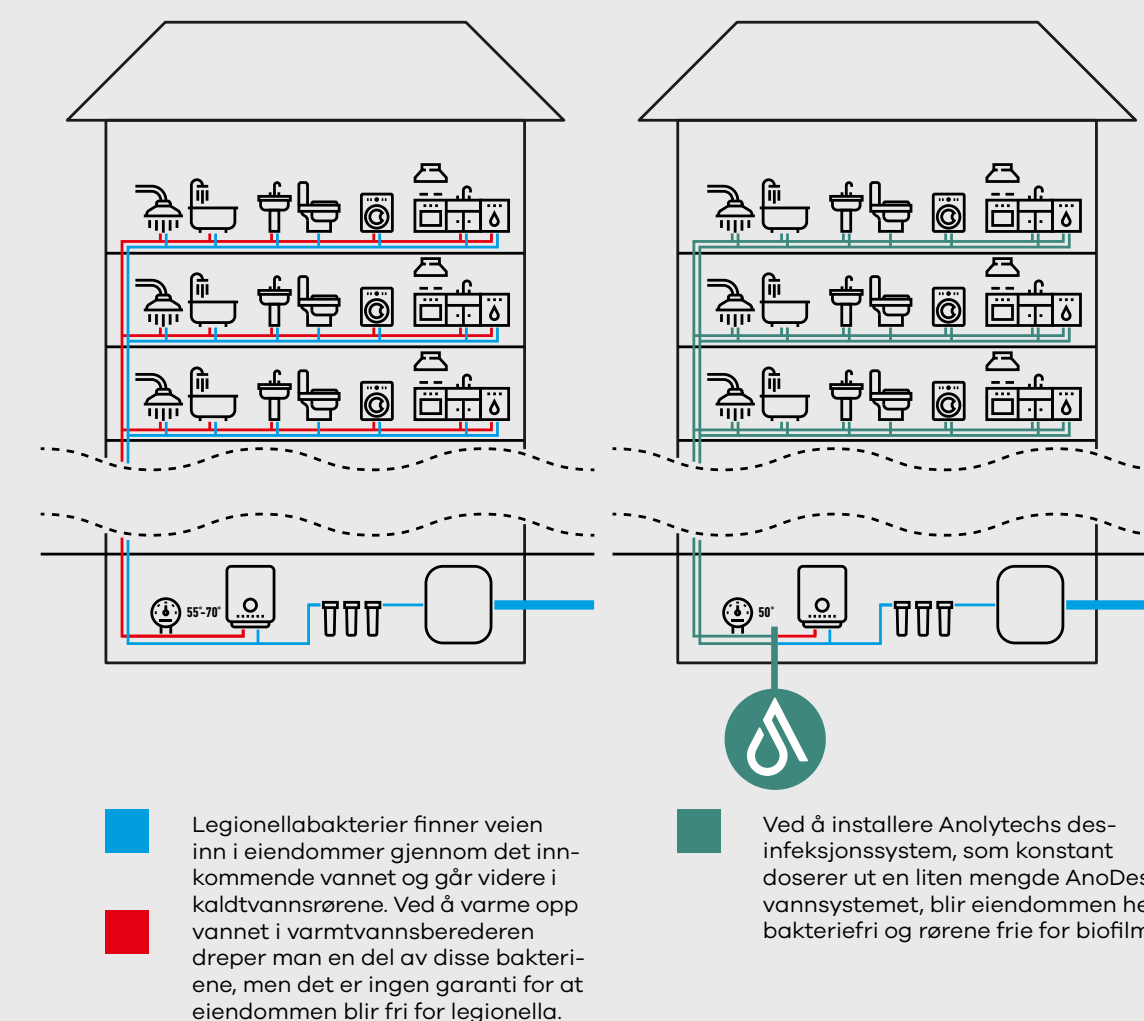 55°-70°
50°
Legionellabakterier finner veien
inn i eiendommer gjennom det inn-
kommende vannet og går videre i
kaldtvannsrørene. Ved å varme opp
vannet i varmtvannsberederen
dreper man en del av disse bakteri-
ene, men det er ingen garanti for at
eiendommen blir fri for legionella.
Ved å installere Anolytechs des-
infeksjonssystem, som konstant
doserer ut en liten mengde
vannsystemet, blir eiendommen
bakteriefri og rørene frie for